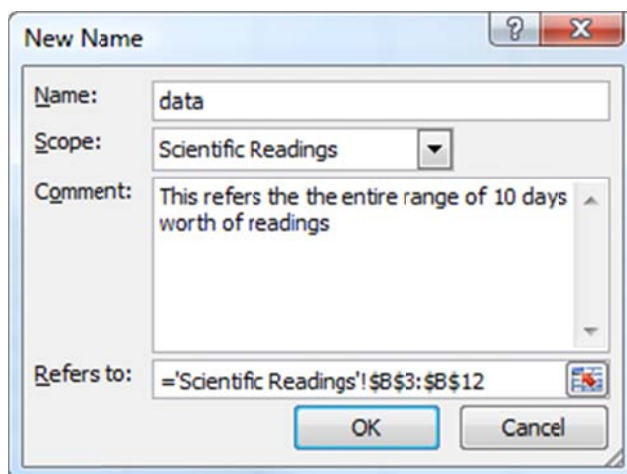 New Name
Name: data
Scope: Scientific Readings
Comment: This refers the the entire range of 10 days
worth of readings
Refers to: ='Scientific Readings'!$B$3:$B$12
OK Cancel